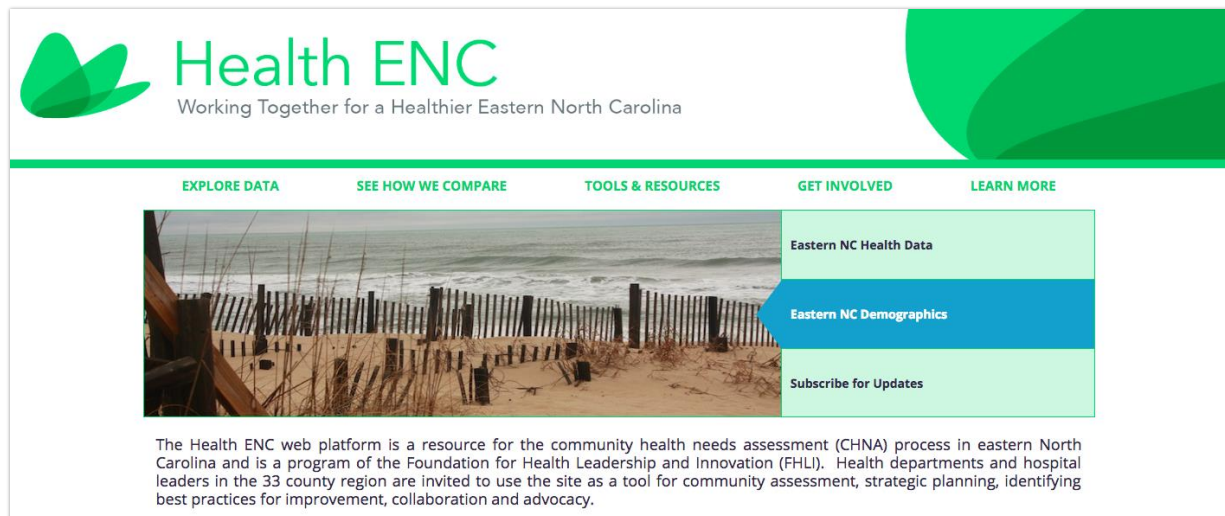 Health ENC
Working Together for a Healthier Eastern North Carolina
EXPLORE DATA SEE HOW WE COMPARE TOOLS & RESOURCES GET INVOLVED LEARN MORE
Eastern NC Health Data
Eastern NC Demographics
Subscribe for Updates
The Health ENC web platform is a resource for the community health needs assessment (CHNA) process in eastern North
Carolina and is a program of the Foundation for Health Leadership and Innovation (FHLI). Health departments and hospital
leaders in the 33 county region are invited to use the site as a tool for community assessment, strategic planning, identifying
best practices for improvement, collaboration and advocacy.